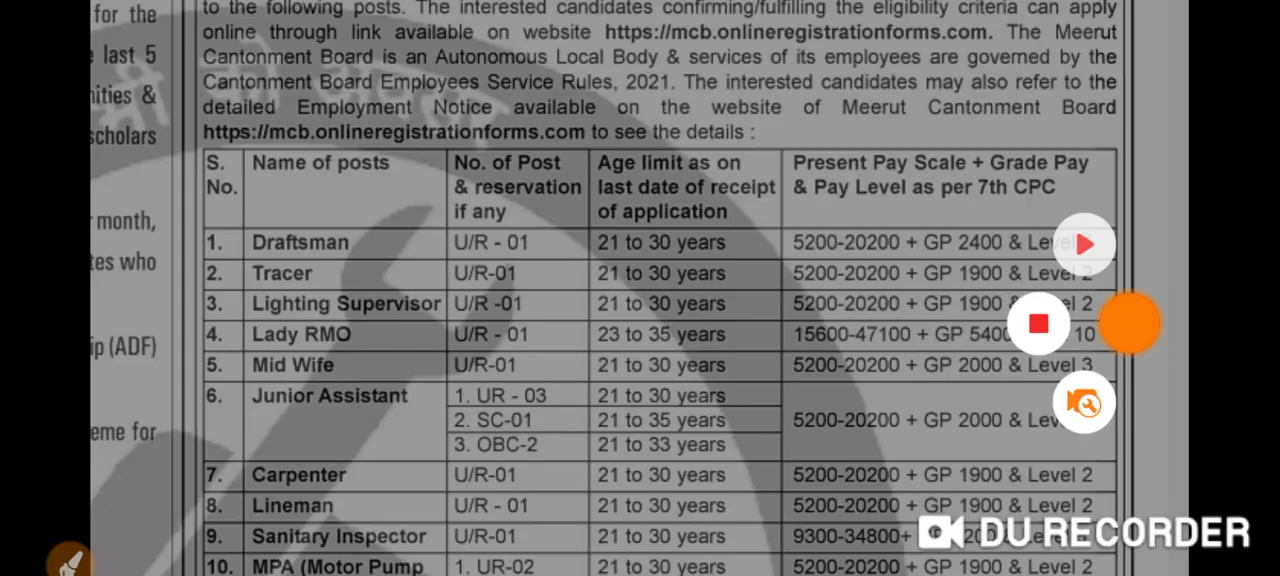 for the
last 5
nities &
scholars
month,
tes who
ip (ADF)
eme for
to the following posts. The interested candidates confirming/fulfilling the eligibility criteria can apply
online through link available on website https://mcb.onlineregistrationforms.com. The Meerut
Cantonment Board is an Autonomous Local Body & services of its employees are governed by the
Cantonment Board Employees Service Rules, 2021. The interested candidates may also refer to the
detailed Employment Notice available on the website of Meerut Cantonment Board
https://mcb.onlineregistrationforms.com to see the details :
S. No. Name of posts No. of Post & reservation if any Age limit as on last date of receipt of application Present Pay Scale + Grade Pay & Pay Level as per 7th CPC
1. Draftsman U/R - 01 21 to 30 years 5200-20200 + GP 2400 & Level
2. Tracer U/R-01 21 to 30 years 5200-20200 + GP 1900 & Level 2
3. Lighting Supervisor U/R -01 21 to 30 years 5200-20200 + GP 1900 & Level 2
4. Lady RMO U/R - 01 23 to 35 years 15600-47100 + GP 5400 10
5. Mid Wife U/R-01 21 to 30 years 5200-20200 + GP 2000 & Level 3
6. Junior Assistant 1. UR - 03 21 to 30 years
2. SC-01 21 to 35 years 5200-20200 + GP 2000 & Lev
3. OBC-2 21 to 33 years
7. Carpenter U/R-01 21 to 30 years 5200-20200 + GP 1900 & Level 2
8. Lineman U/R - 01 21 to 30 years 5200-20200 + GP 1900 & Level 2
9. Sanitary Inspector U/R-01 21 to 30 years 9300-34800+
10. MPA (Motor Pump 1. UR-02 21 to 30 years 5200-20200 + GP 1900 & Level 2
DU RECORDER